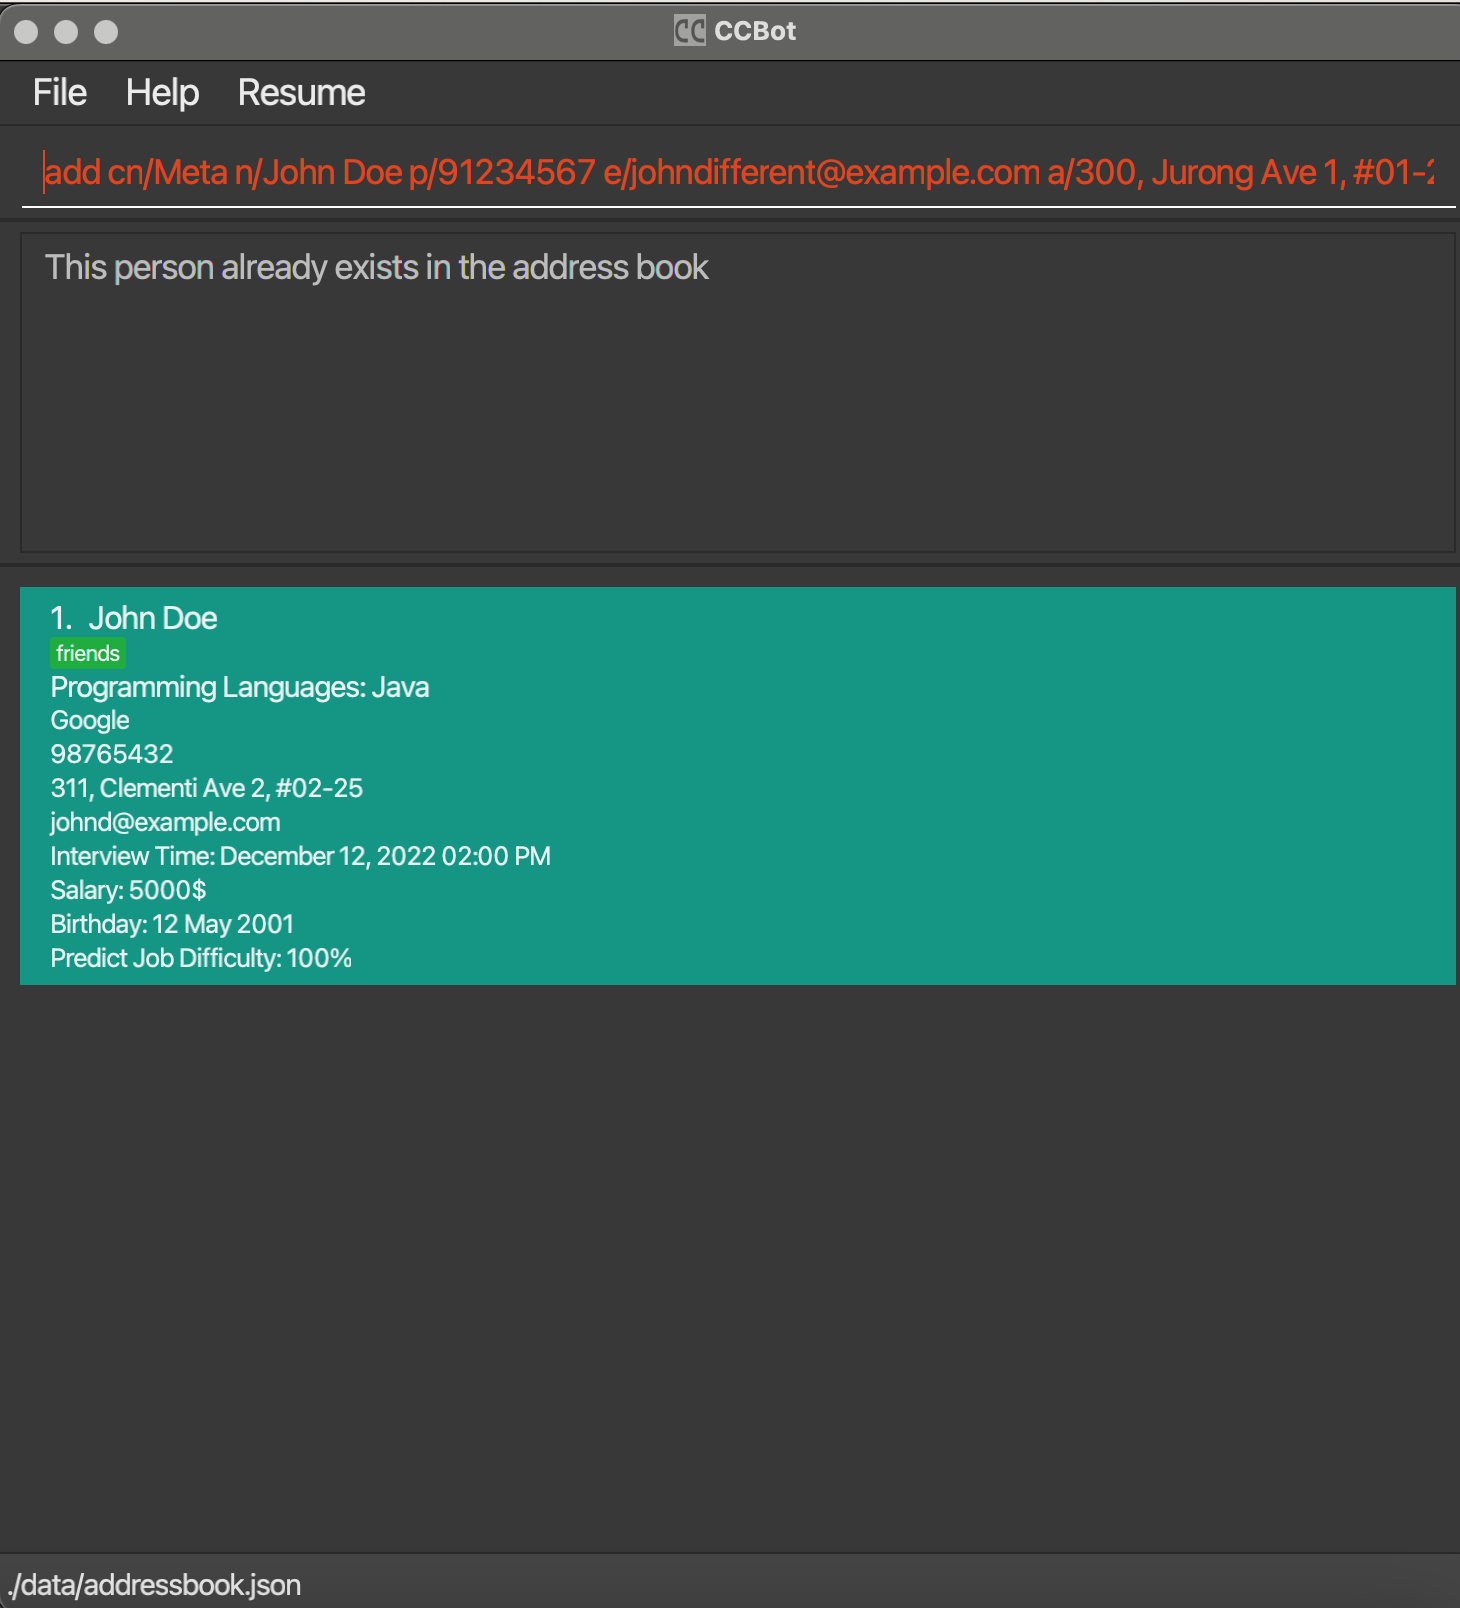 CC CCBot
File Help Resume
add cn/Meta n/John Doe p/91234567 e/johndifferent@example.com a/300, Jurong Ave 1, #01-
This person already exists in the address book
1. John Doe
friends
Programming Languages: Java
Google
98765432
311, Clementi Ave 2, #02-25
johnd@example.com
Interview Time: December 12, 2022 02:00 PM
Salary: 5000$
Birthday: 12 May 2001
Predict Job Difficulty: 100%
./data/addressbook.json